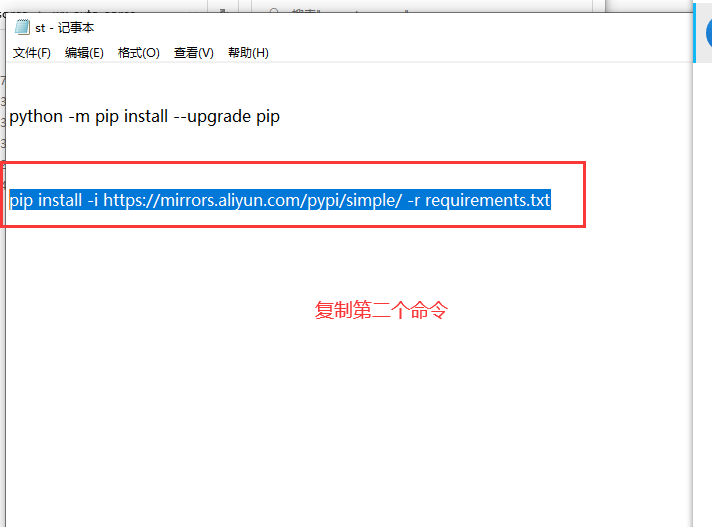 st - 记事本
文件(F) 编辑(E) 格式(O) 查看(V) 帮助(H)
python -m pip install --upgrade pip
pip install -i https://mirrors.aliyun.com/pypi/simple/ -r requirements.txt
复制第二个命令